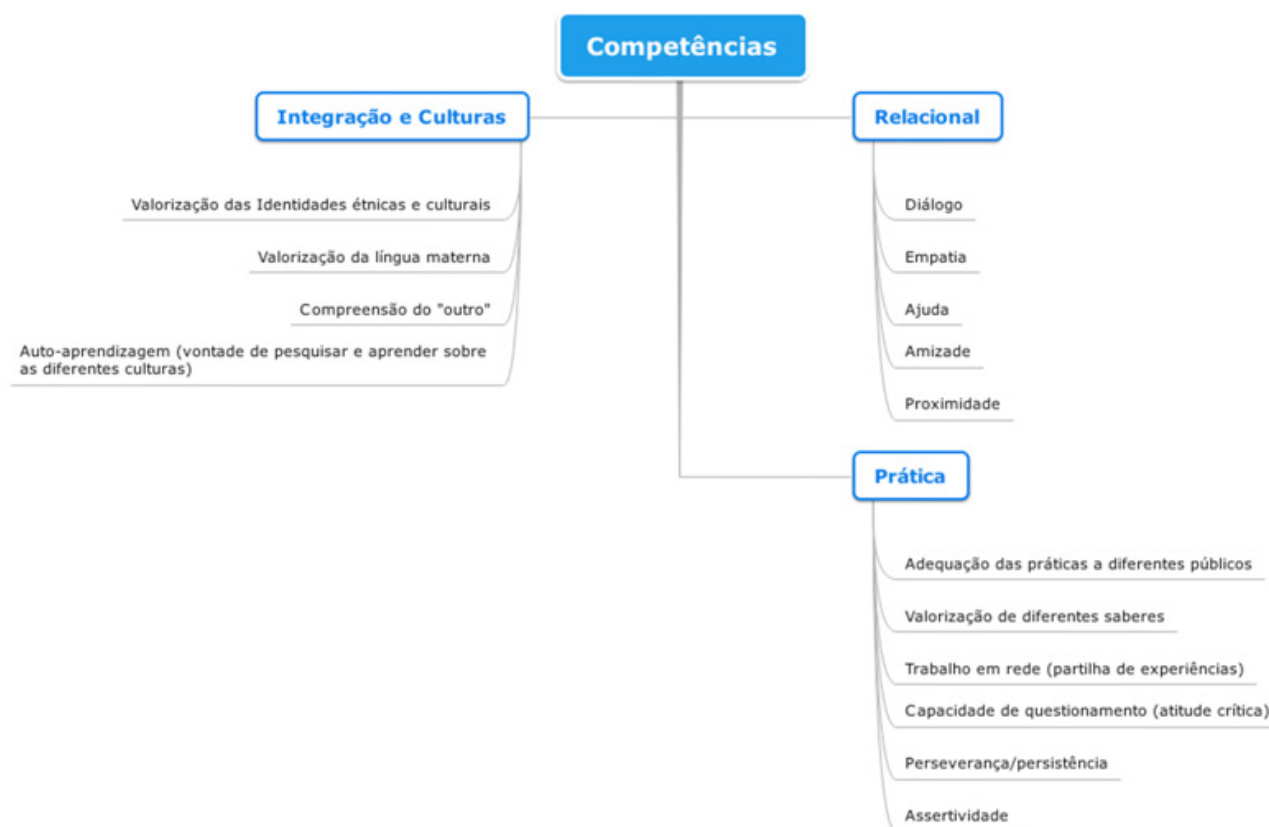 Competências
Integração e Culturas
Valorização das Identidades étnicas e culturais
Valorização da língua materna
Compreensão do "outro"
Auto-aprendizagem (vontade de pesquisar e aprender sobre
as diferentes culturas)
Relacional
Diálogo
Empatia
Ajuda
Amizade
Proximidade
Prática
Adequação das práticas a diferentes públicos
Valorização de diferentes saberes
Trabalho em rede (partilha de experiências)
Capacidade de questionamento (atitude crítica)
Perseverança/persistência
Assertividade